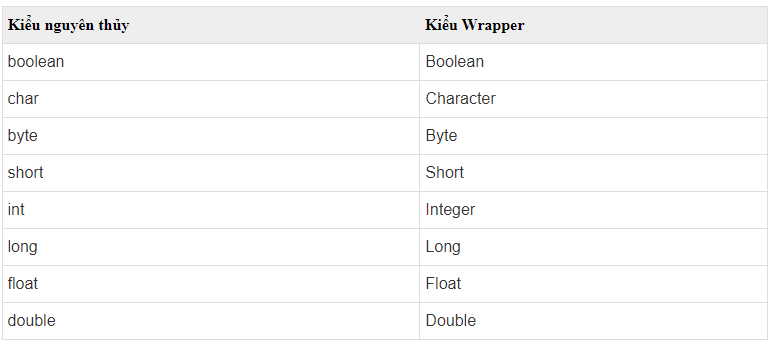 Kiểu nguyên thủy Kiểu Wrapper
boolean Boolean
char Character
byte Byte
short Short
int Integer
long Long
float Float
double Double